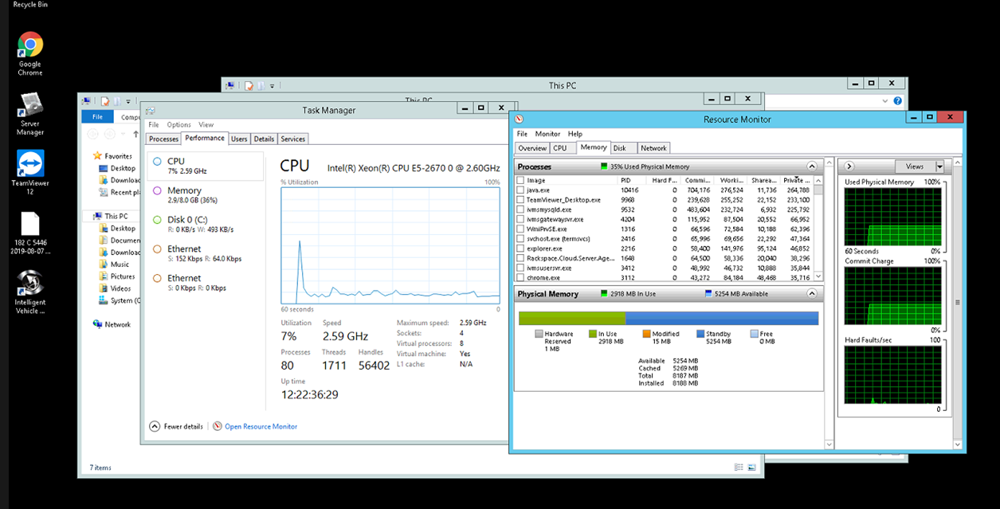 Recycle Bin
Google
Chrome
Server
Manager
TeamViewer
12
182 C 5446
2019-08-07 ...
Intelligent
Vehicle ...
This PC
This PC
File
Compu
Favorites
Desktop
Downloac
Recent pl
This PC
Desktop
Documen
Downloac
Music
Pictures
Videos
System (C
Network
7 items
Task Manager
File Options View
Processes Performance Users Details Services
CPU
7% 2.59 GHz
Memory
2.9/8.0 GB (36%)
Disk 0 (C:)
R: 0 KB/s W: 493 KB/s
Ethernet
S: 152 Kbps R: 64.0 Kbps
Ethernet
S: 0 Kbps R: 0 Kbps
CPU Intel(R) Xeon(R) CPU E5-2670 0 @ 2.60GHz
% Utilization 100%
60 seconds 0
Utilization Speed Maximum speed: 2.59 GHz
7% 2.59 GHz Sockets: 4
Virtual processors: 8
Processes Threads Handles Virtual machine: Yes
80 1711 56402 L1 cache: N/A
Up time
12:22:36:29
Fewer details Open Resource Monitor
Resource Monitor
File Monitor Help
Overview CPU Memory Disk Network
Processes 35% Used Physical Memory
Image PID Hard F... Commi... Worki... Sharea... Private ...
java.exe 10416 0 704,176 276,524 11,736 264,788
TeamViewer_Desktop.exe 9968 0 239,628 255,252 22,152 233,100
ivmsmysqld.exe 9532 0 483,604 232,724 6,932 225,792
ivmsgatewaysvr.exe 4204 0 115,952 87,504 20,552 66,952
WmiPrvSE.exe 1316 0 66,596 72,584 10,188 62,396
svchost.exe (termsvcs) 2416 0 65,996 69,656 22,292 47,364
explorer.exe 2216 0 58,400 141,976 95,124 46,852
Rackspace.Cloud.Server.Age... 1648 0 64,500 58,336 20,040 38,296
ivmsusersvr.exe 3412 0 48,992 46,732 10,888 35,844
chrome.exe 3112 0 43,272 84,184 48,468 35,716
Physical Memory 2918 MB In Use 5254 MB Available
Hardware Reserved 1 MB
In Use 2918 MB
Modified 15 MB
Standby 5254 MB
Free 0 MB
Available 5254 MB
Cached 5269 MB
Total 8187 MB
Installed 8188 MB
Views
Used Physical Memory 100%
60 Seconds 0%
Commit Charge 100%
0%
Hard Faults/sec 100
0